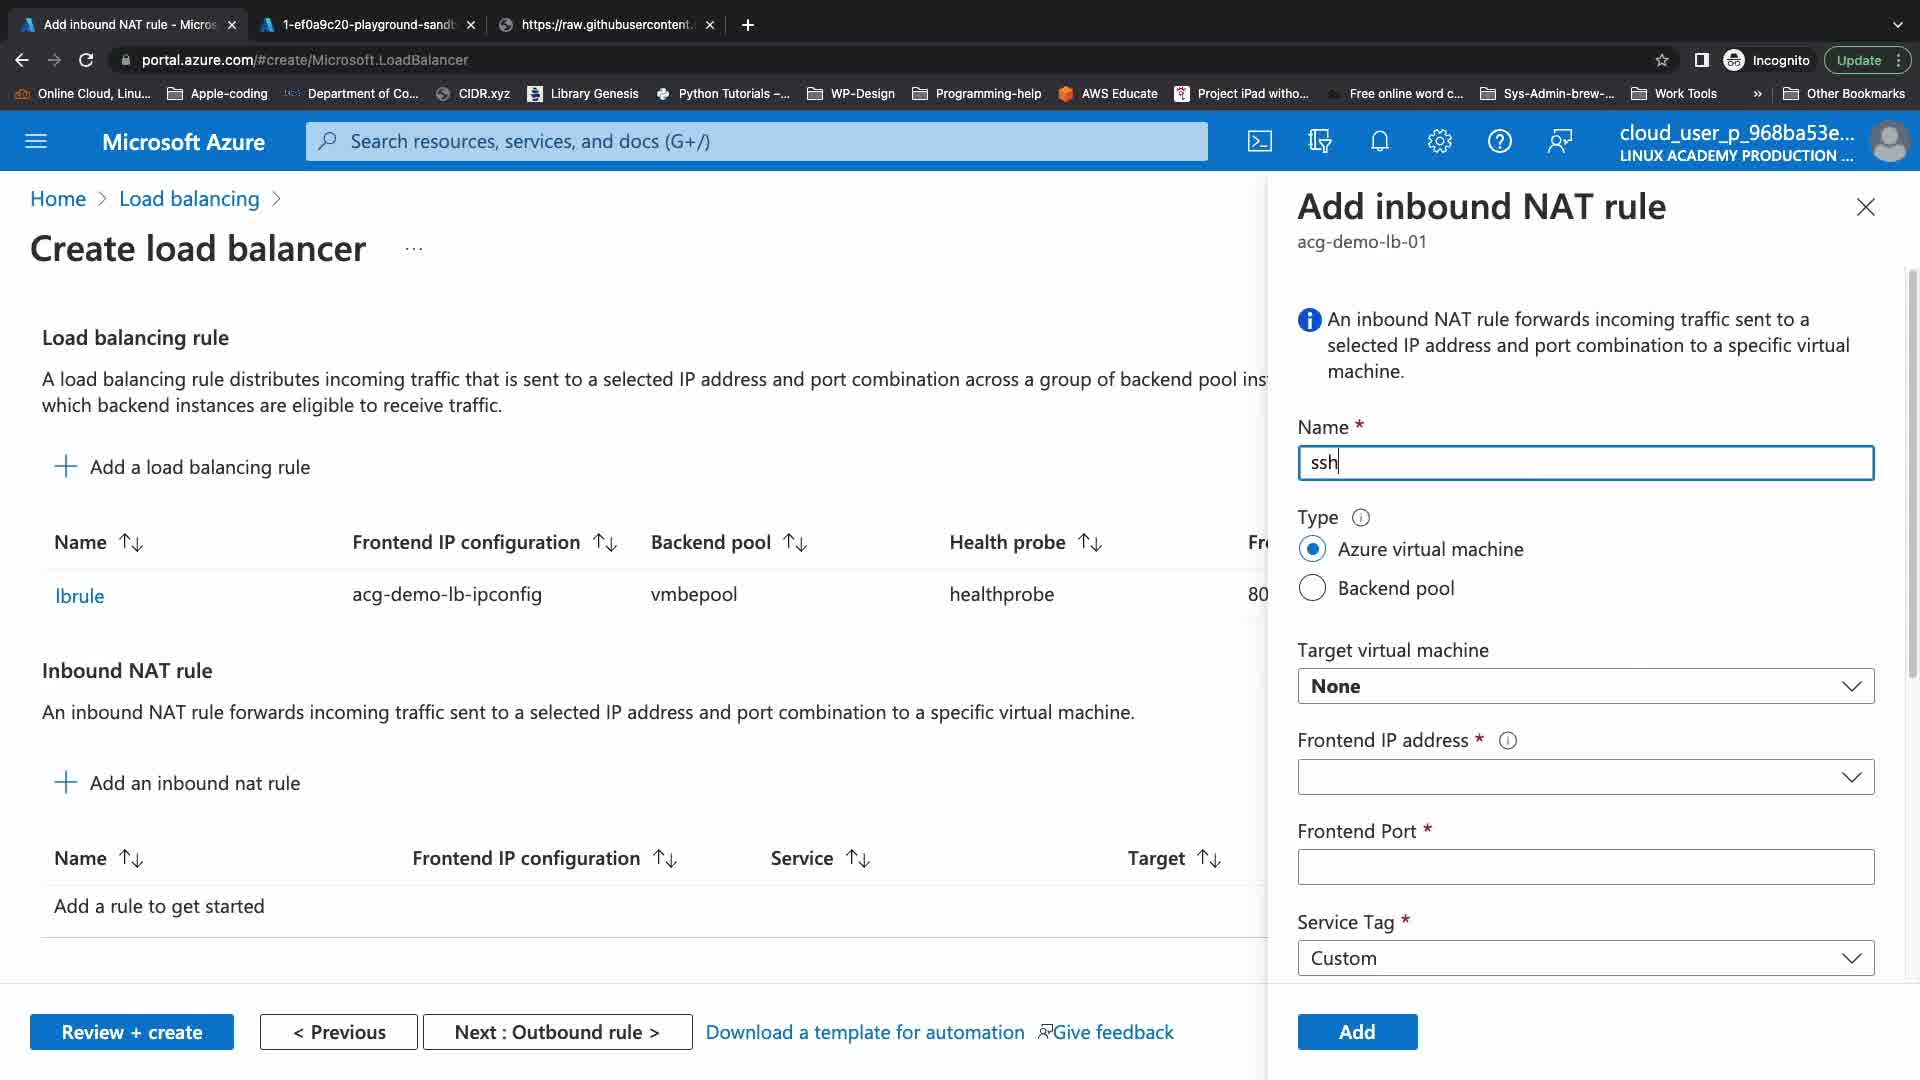 Add inbound NAT rule - Micros
1-ef0a9c20-playground-sandb
https://raw.githubusercontent.
portal.azure.com/#create/Microsoft.LoadBalancer
Incognito
Update
Online Cloud, Linu...
Apple-coding
Department of Co...
CIDR.xyz
Library Genesis
Python Tutorials –...
WP-Design
Programming-help
AWS Educate
Project iPad witho...
Free online word c...
Sys-Admin-brew-...
Work Tools
»
Other Bookmarks
Microsoft Azure
Search resources, services, and docs (G+/)
cloud_user_p_968ba53e...
LINUX ACADEMY PRODUCTION ...
Home > Load balancing >
Create load balancer ...
Load balancing rule
A load balancing rule distributes incoming traffic that is sent to a selected IP address and port combination across a group of backend pool ins
which backend instances are eligible to receive traffic.
+ Add a load balancing rule
Name Frontend IP configuration Backend pool Health probe Fr
lbrule acg-demo-lb-ipconfig vmbepool healthprobe 80
Inbound NAT rule
An inbound NAT rule forwards incoming traffic sent to a selected IP address and port combination to a specific virtual machine.
+ Add an inbound nat rule
Name Frontend IP configuration Service Target
Add a rule to get started
Review + create
< Previous
Next : Outbound rule >
Download a template for automation
Give feedback
Add inbound NAT rule
acg-demo-lb-01
An inbound NAT rule forwards incoming traffic sent to a
selected IP address and port combination to a specific virtual
machine.
Name *
ssh
Type
Azure virtual machine
Backend pool
Target virtual machine
None
Frontend IP address *
Frontend Port *
Service Tag *
Custom
Add